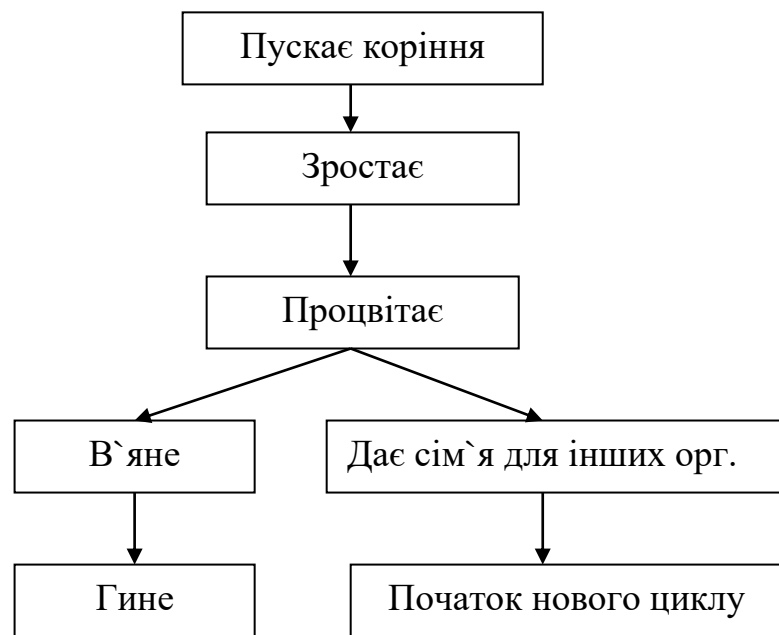 Пускає коріння
Зростає
Процвітає
В`яне
Дає сім`я для інших орг.
Гине
Початок нового циклу